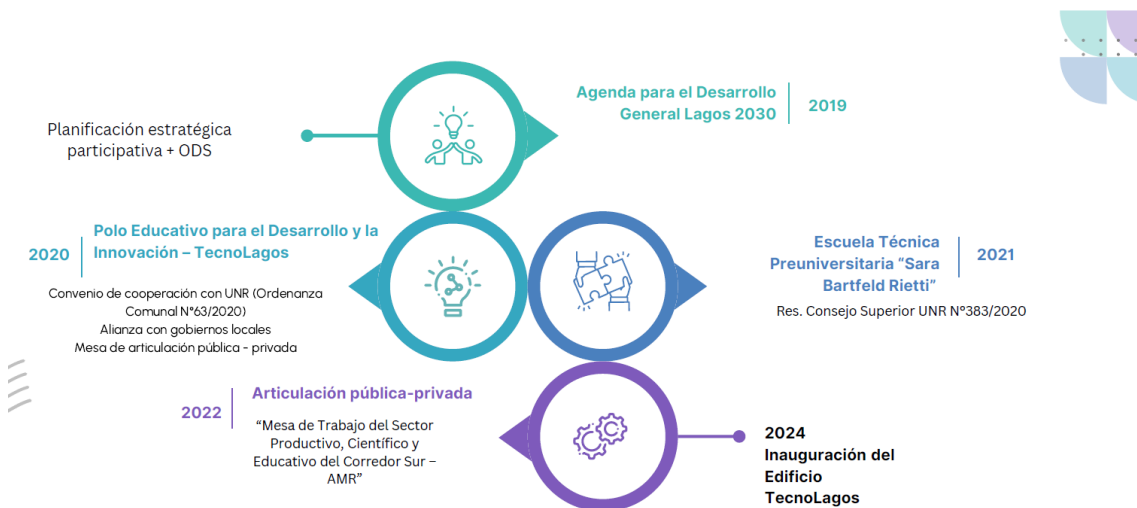 Planificación estratégica
participativa + ODS
Agenda para el Desarrollo
General Lagos 2030
2019
2020
Polo Educativo para el Desarrollo y la
Innovación – TecnoLagos
Convenio de cooperación con UNR (Ordenanza
Comunal N°63/2020)
Alianza con gobiernos locales
Mesa de articulación pública - privada
Escuela Técnica
Preuniversitaria “Sara
Bartfeld Rietti”
2021
Res. Consejo Superior UNR N°383/2020
2022
Articulación pública-privada
“Mesa de Trabajo del Sector
Productivo, Científico y
Educativo del Corredor Sur –
AMR”
2024
Inauguración del
Edificio
TecnoLagos